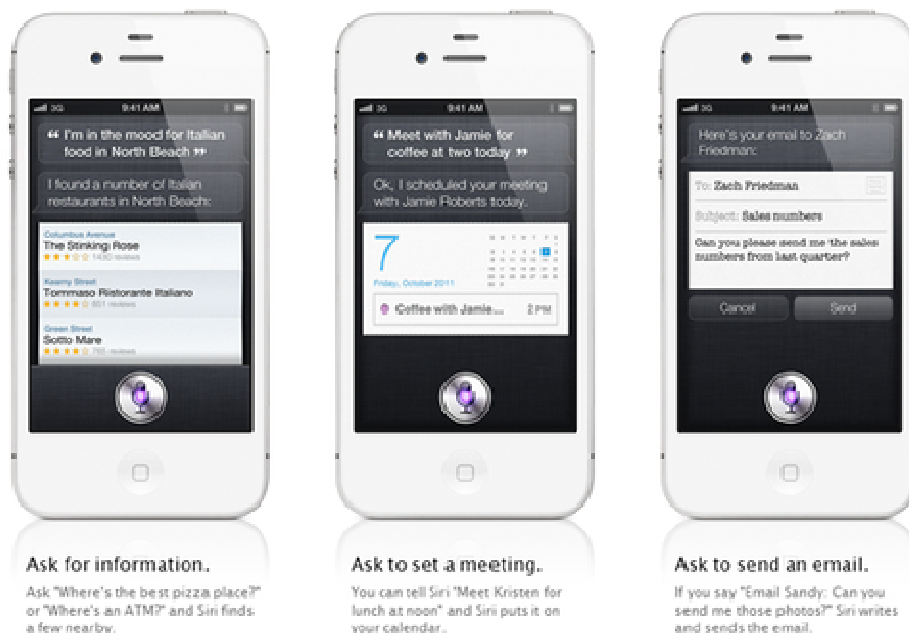 3G 9:41 AM
“ I'm in the mood for Italian
food in North Beach ”
I found a number of Italian
restaurants in North Beach:
Columbus Avenue
The Stinking Rose
1430 reviews
Kearny Street
Tommaso Ristorante Italiano
851 reviews
Green Street
Sotto Mare
765 reviews
Ask for information.
Ask "Where's the best pizza place?"
or "Where's an ATM?" and Siri finds
a few nearby.
3G 9:41 AM
“ Meet with Jamie for
coffee at two today ”
Ok, I scheduled your meeting
with Jamie Roberts today.
7
Friday, October 2011
S M T W T F S
Coffee with Jamie... 2 PM
Ask to set a meeting.
You can tell Siri "Meet Kristen for
lunch at noon" and Siri puts it on
your calendar.
3G 9:41 AM
Here's your email to Zach
Friedman:
To: Zach Friedman
Subject: Sales numbers
Can you please send me the sales
numbers from last quarter?
Cancel Send
Ask to send an email.
If you say "Email Sandy: Can you
send me those photos?" Siri writes
and sends the email.